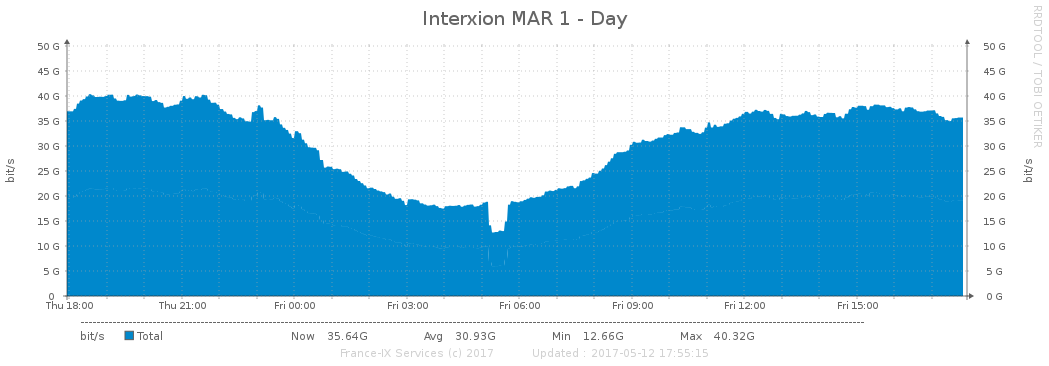 Interxion MAR 1 - Day
RRDTOOL / TOBI OETIKER
bit/s
50 G 50 G
45 G 45 G
40 G 40 G
35 G 35 G
30 G 30 G
25 G 25 G
20 G 20 G
15 G 15 G
10 G 10 G
5 G 5 G
0 0 G
bit/s
Thu 18:00 Thu 21:00 Fri 00:00 Fri 03:00 Fri 06:00 Fri 09:00 Fri 12:00 Fri 15:00
bit/s Total Now 35.64G Avg 30.93G Min 12.66G Max 40.32G
France-IX Services (c) 2017 Updated : 2017-05-12 17:55:15